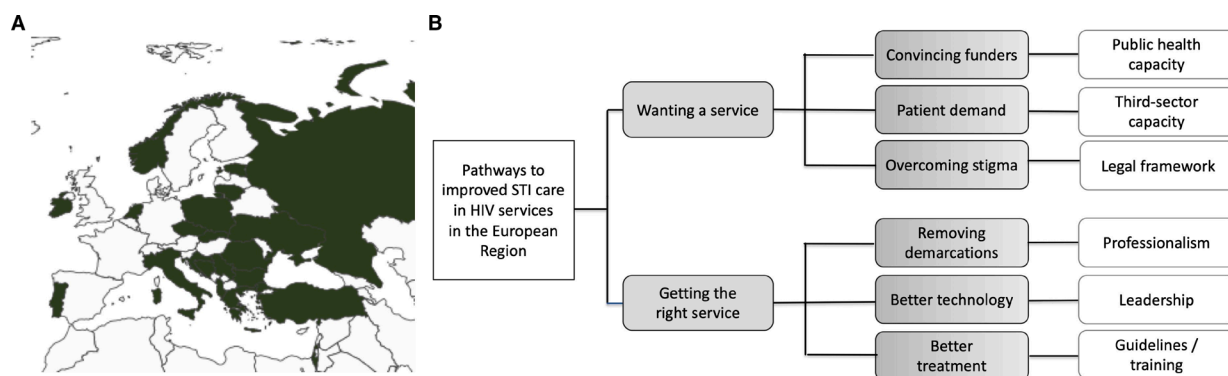 A
B
Pathways to
improved STI care
in HIV services
in the European
Region
Wanting a service
Convincing funders
Public health
capacity
Patient demand
Third-sector
capacity
Overcoming stigma
Legal framework
Getting the
right service
Removing
demarcations
Professionalism
Better technology
Leadership
Better
treatment
Guidelines /
training